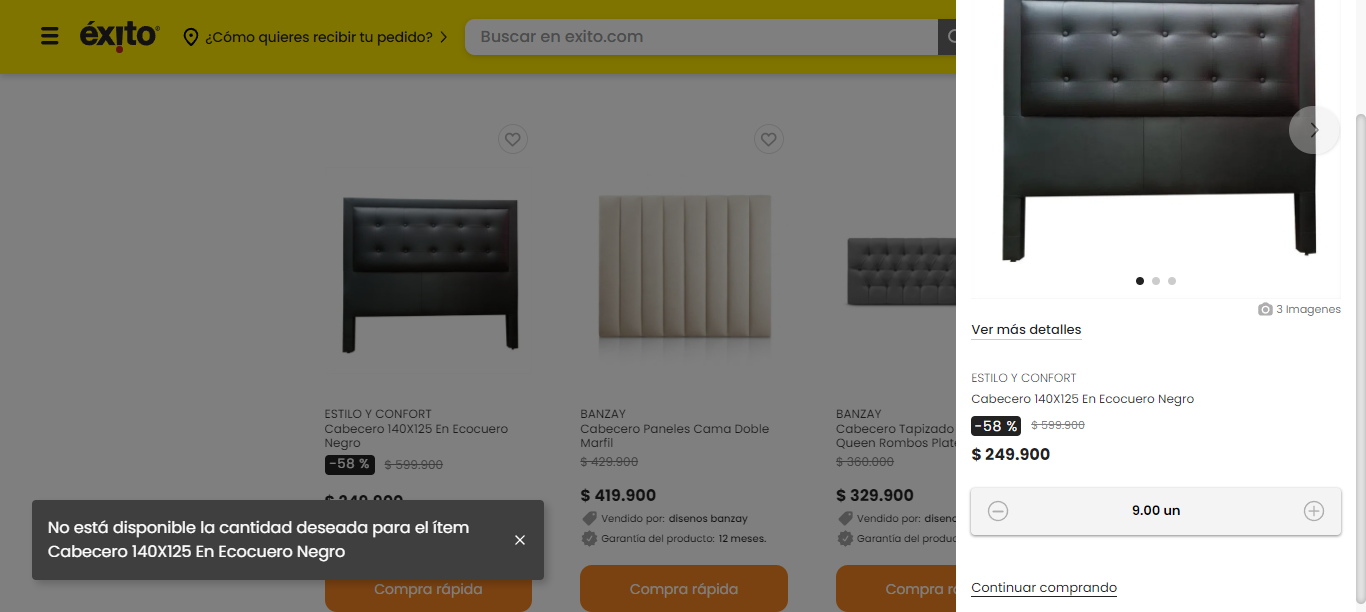 éxito
¿Cómo quieres recibir tu pedido?
Buscar en exito.com
ESTILO Y CONFORT
Cabecero 140X125 En Ecocuero
Negro
-58 % $ 599.900
$ 249.900
BANZAY
Cabecero Paneles Cama Doble
Marfil
$ 429.900
$ 419.900
Vendido por: disenos banzay
Garantía del producto: 12 meses.
Compra rápida
BANZAY
Cabecero Tapizado
Queen Rombos Plat
$ 360.000
$ 329.900
Vendido por:
Garantía del
Compra
Compra rápida
No está disponible la cantidad deseada para el ítem
Cabecero 140X125 En Ecocuero Negro
3 Imagenes
Ver más detalles
ESTILO Y CONFORT
Cabecero 140X125 En Ecocuero Negro
-58 % $ 599.900
$ 249.900
9.00 un
Continuar comprando